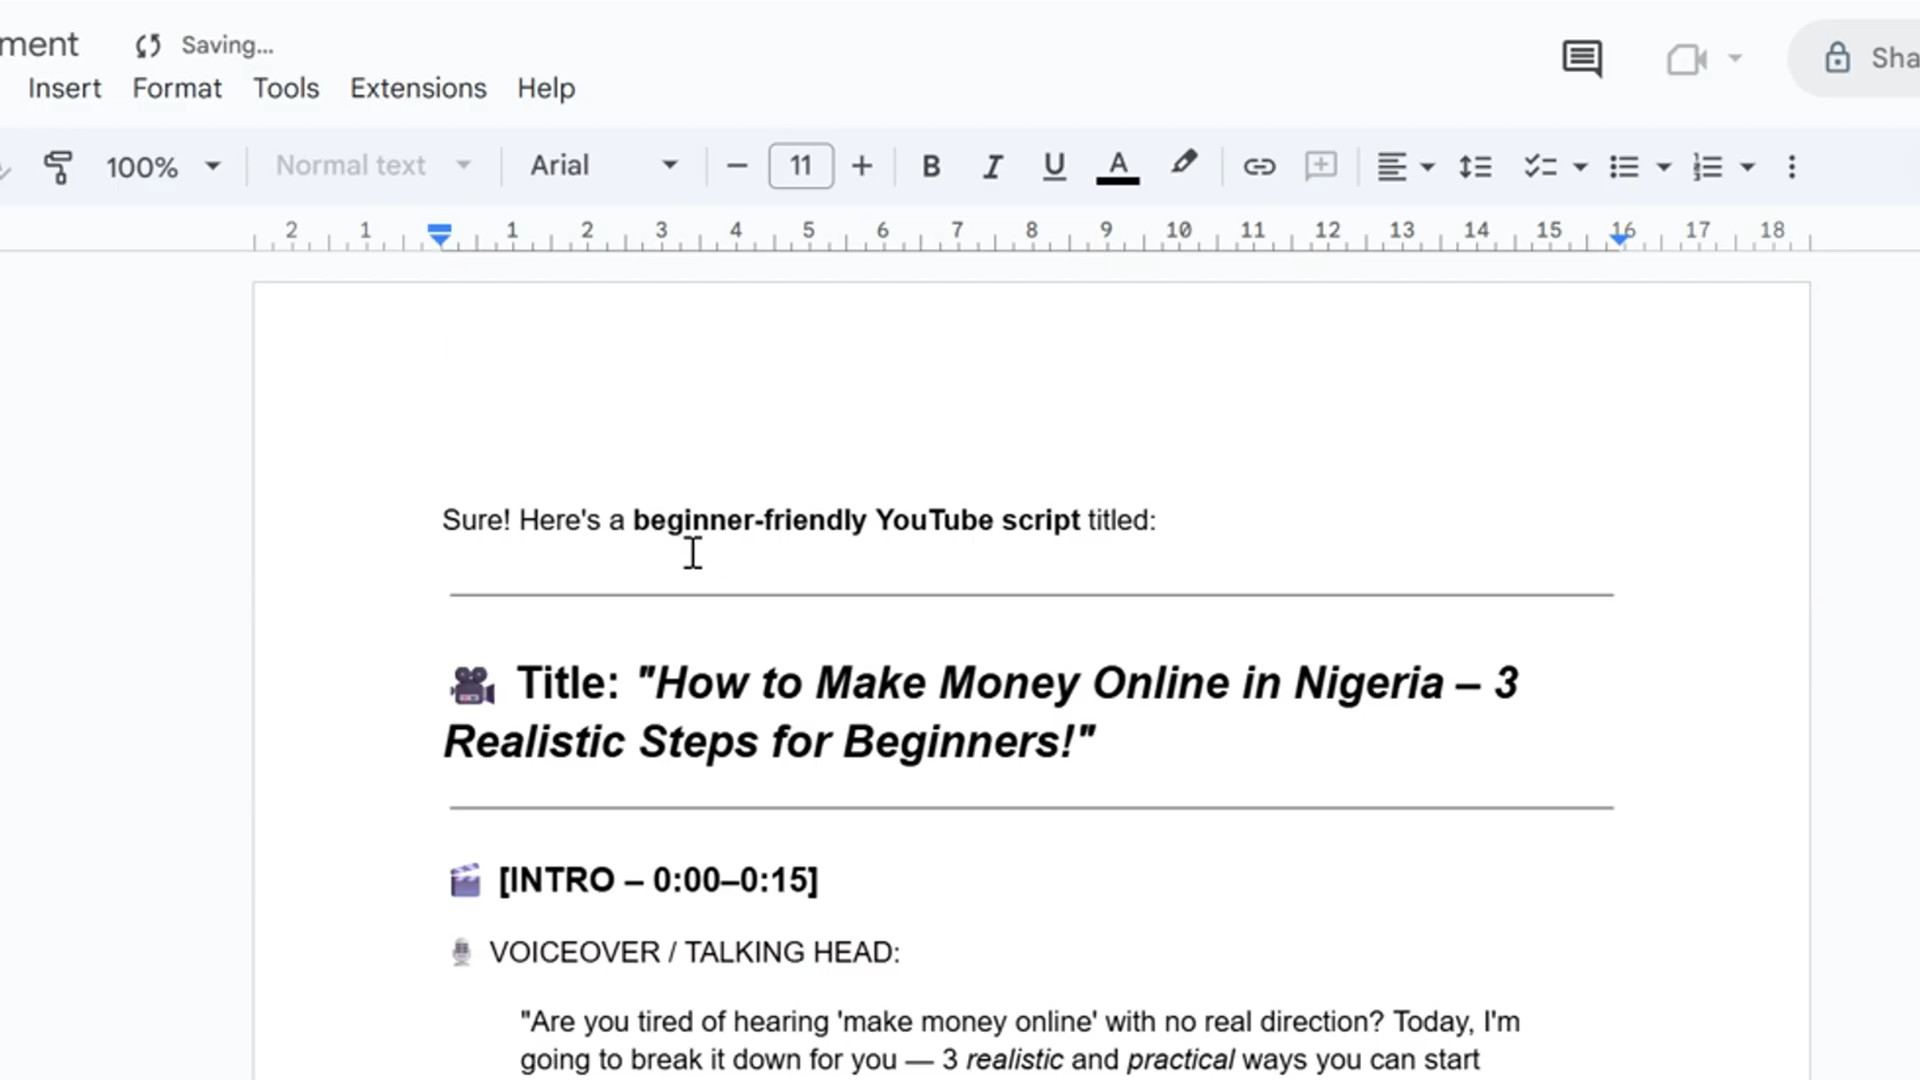 ment Saving...
Insert Format Tools Extensions Help
Sha
100% Normal text Arial 11 B I U A
2 1 1 2 3 4 5 6 7 8 9 10 11 12 13 14 15 16 17 18
Sure! Here's a beginner-friendly YouTube script titled:
Title: "How to Make Money Online in Nigeria – 3
Realistic Steps for Beginners!"
[INTRO – 0:00–0:15]
VOICEOVER / TALKING HEAD:
"Are you tired of hearing 'make money online' with no real direction? Today, I'm
going to break it down for you — 3 realistic and practical ways you can start